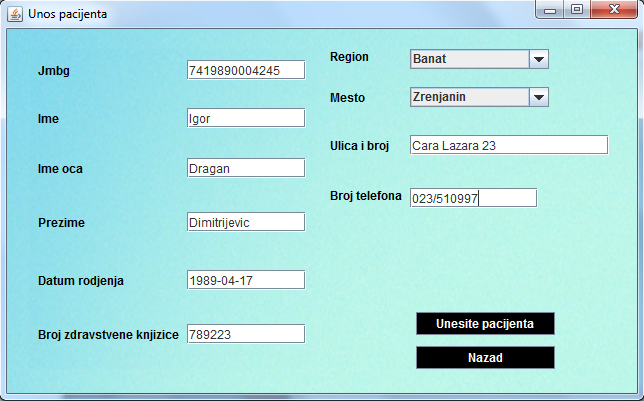 Unos pacijenta
Jmbg 7419890004245
Ime Igor
Ime oca Dragan
Prezime Dimitrijevic
Datum rodjenja 1989-04-17
Broj zdravstvene knjizice 789223
Region Banat
Mesto Zrenjanin
Ulica i broj Cara Lazara 23
Broj telefona 023/510997
Unesite pacijenta
Nazad